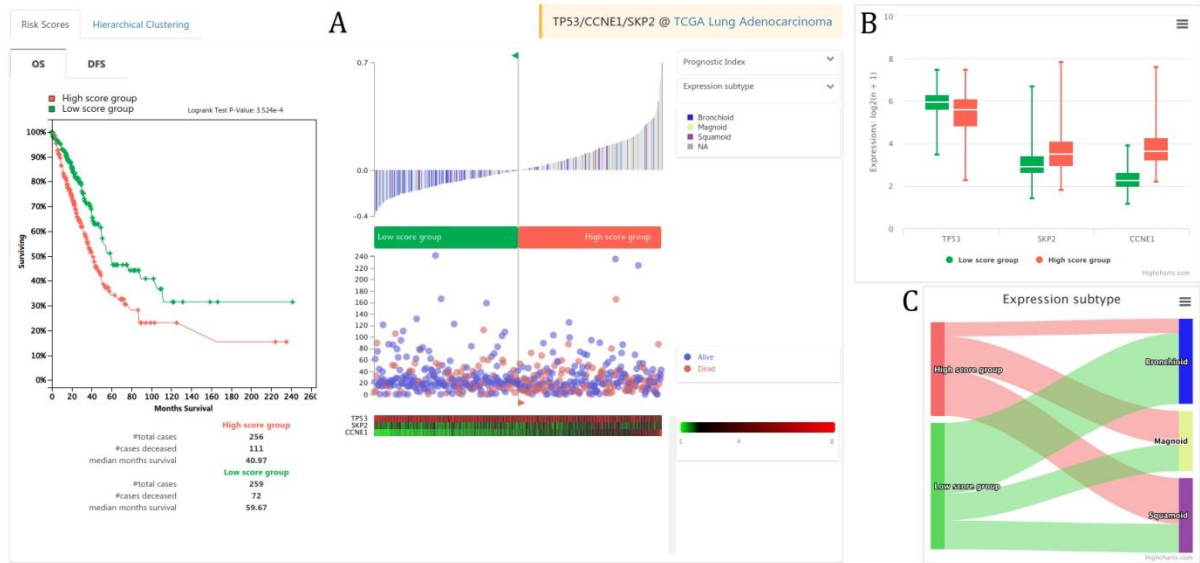 Risk Scores Hierarchical Clustering
A
TP53/CCNE1/SKP2 @ TCGA Lung Adenocarcinoma
OS DFS
High score group
Low score group
Logrank Test P-Value: 3.524e-4
100%
90%
80%
70%
60%
50%
40%
30%
20%
10%
0%
Surviving
0 20 40 60 80 100 120 140 160 180 200 220 240 260
Months Survival
High score group
#total cases 256
#cases deceased 111
median months survival 40.97
Low score group
#total cases 259
#cases deceased 72
median months survival 59.67
0.7
0.0
-0.4
Prognostic Index
Expression subtype
Bronchioid
Magnoid
Squamoid
NA
Low score group High score group
240
220
200
180
160
140
120
100
80
60
40
20
0
Alive
Dead
TP53
SKP2
CCNE1
1 4 8
B
10
8
6
4
2
0
Expressions: log2(n + 1)
TP53 SKP2 CCNE1
Low score group High score group
Highcharts.com
C
Expression subtype
High score group
Low score group
Bronchioid
Magnoid
Squamoid
Highcharts.com